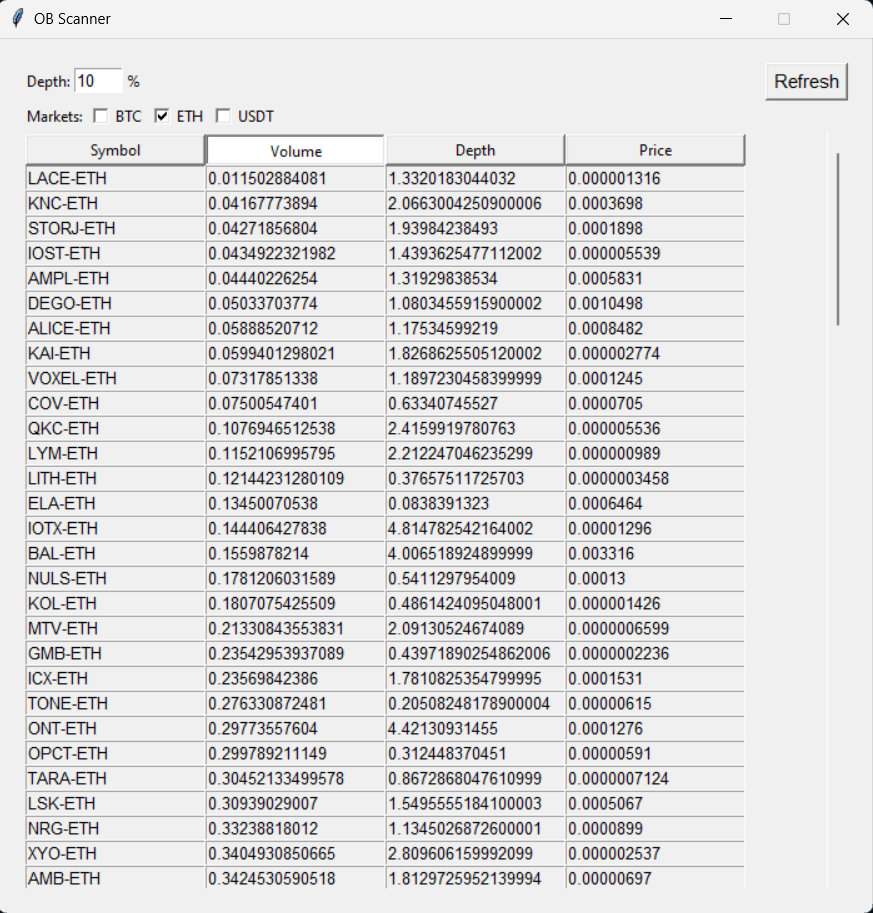 OB Scanner
Depth: 10 %
Refresh
Markets: BTC ETH USDT
Symbol Volume Depth Price
LACE-ETH 0.011502884081 1.3320183044032 0.000001316
KNC-ETH 0.04167773894 2.0663004250900006 0.0003698
STORJ-ETH 0.04271856804 1.93984238493 0.0001898
IOST-ETH 0.0434922321982 1.4393625477112002 0.000005539
AMPL-ETH 0.04440226254 1.31929838534 0.0005831
DEGO-ETH 0.05033703774 1.0803455915900002 0.0010498
ALICE-ETH 0.05888520712 1.17534599219 0.0008482
KAI-ETH 0.0599401298021 1.8268625505120002 0.000002774
VOXEL-ETH 0.07317851338 1.1897230458399999 0.0001245
COV-ETH 0.07500547401 0.63340745527 0.0000705
QKC-ETH 0.1076946512538 2.4159919780763 0.000005536
LYM-ETH 0.1152106995795 2.212247046235299 0.000000989
LITH-ETH 0.12144231280109 0.37657511725703 0.0000003458
ELA-ETH 0.13450070538 0.0838391323 0.0006464
IOTX-ETH 0.144406427838 4.814782542164002 0.00001296
BAL-ETH 0.1559878214 4.006518924899999 0.003316
NULS-ETH 0.1781206031589 0.5411297954009 0.00013
KOL-ETH 0.1807075425509 0.4861424095048001 0.000001426
MTV-ETH 0.21330843553831 2.09130524674089 0.0000006599
GMB-ETH 0.23542953937089 0.43971890254862006 0.0000002236
ICX-ETH 0.23569842386 1.7810825354799995 0.0001531
TONE-ETH 0.276330872481 0.20508248178900004 0.00000615
ONT-ETH 0.29773557604 4.42130931455 0.0001276
OPCT-ETH 0.299789211149 0.312448370451 0.00000591
TARA-ETH 0.30452133499578 0.8672868047610999 0.0000007124
LSK-ETH 0.30939029007 1.5495555184100003 0.0005067
NRG-ETH 0.33238818012 1.1345026872600001 0.0000899
XYO-ETH 0.3404930850665 2.809606159992099 0.000002537
AMB-ETH 0.3424530590518 1.8129725952139994 0.00000697